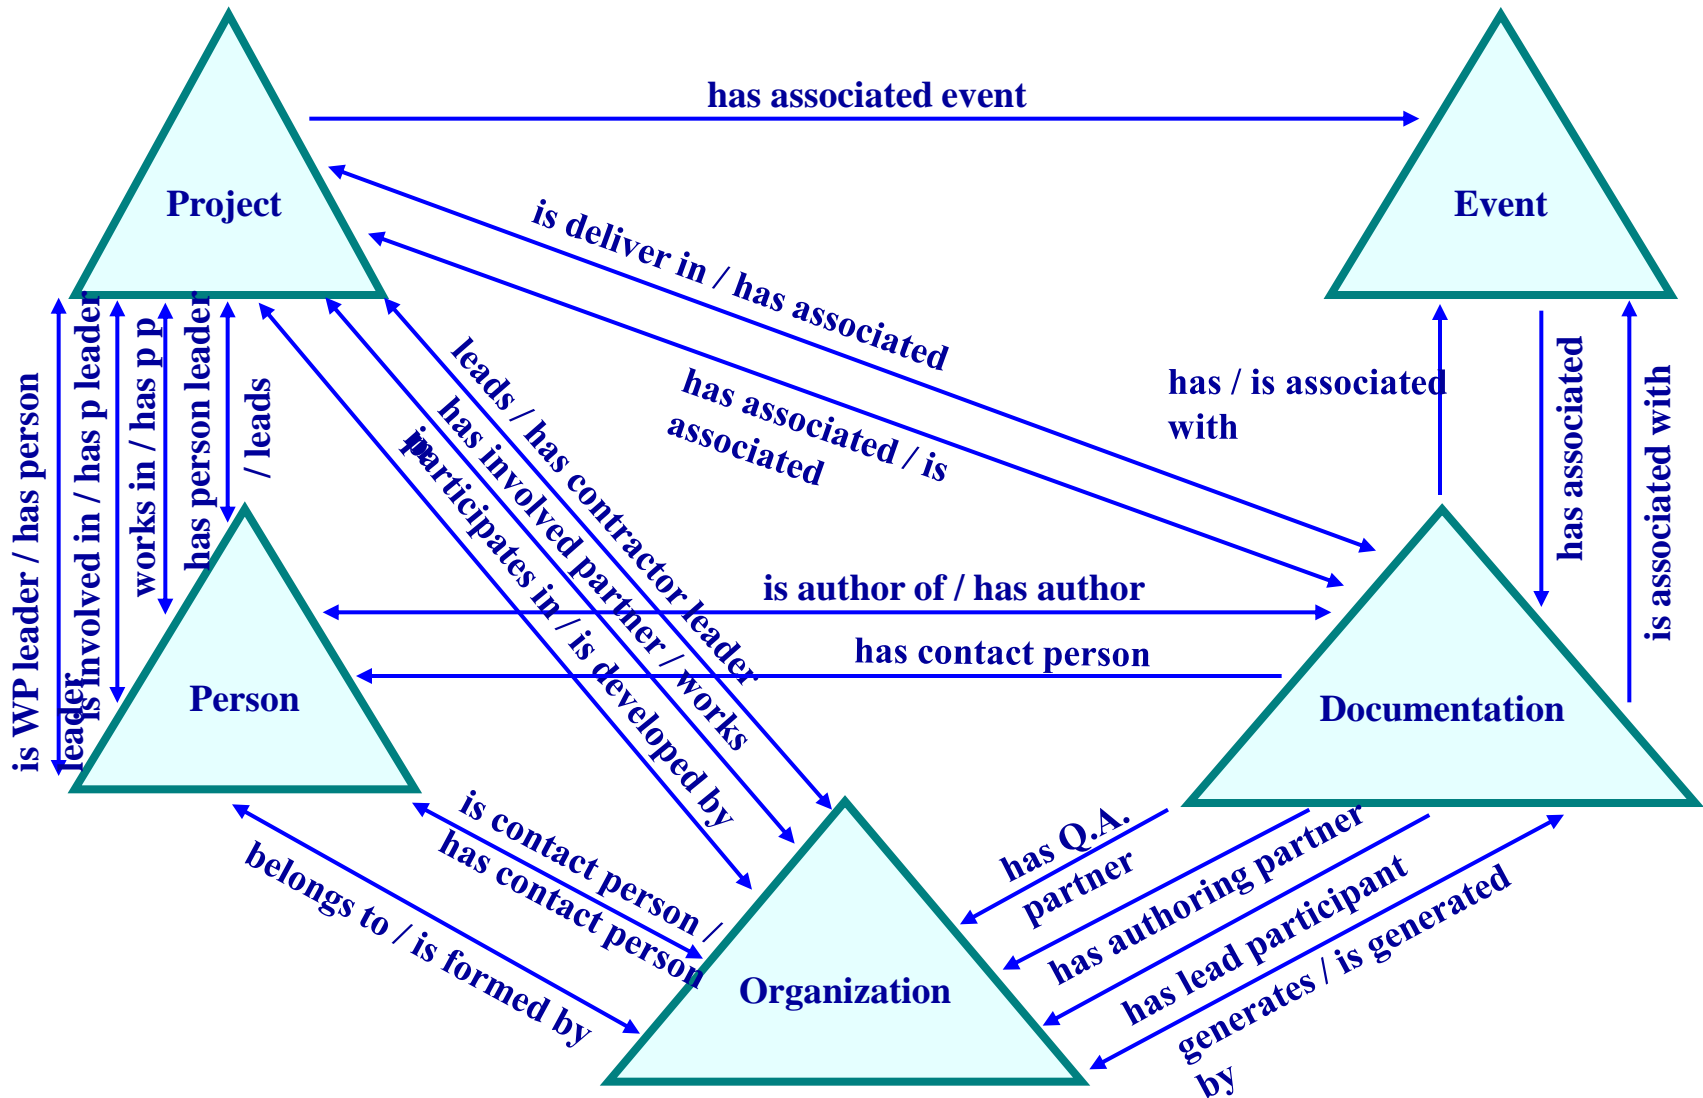 has associated event
Project
Event
is deliver in / has associated
has associated / is
associated
has / is associated
with
has associated
is associated with
is WP leader / has person
leader
is involved in / has p leader
works in / has p p
has person leader
/ leads
leads / has contractor leader
has involved partner / works
in
participates in / is developed by
is author of / has author
has contact person
Person
Documentation
is contact person /
has contact person
belongs to / is formed by
Organization
has Q.A.
partner
has authoring partner
has lead participant
generates / is generated
by